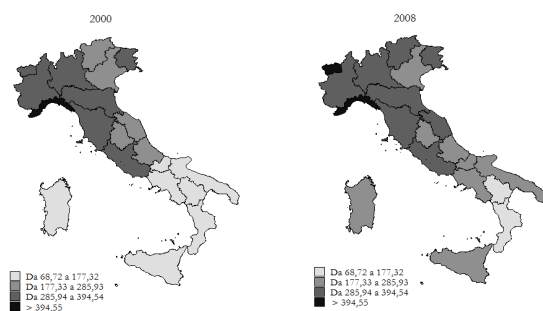 2000
2008
Da 68,72 a 177,32
Da 177,33 a 285,93
Da 285,94 a 394,54
> 394,55
Da 68,72 a 177,32
Da 177,33 a 285,93
Da 285,94 a 394,54
> 394,55